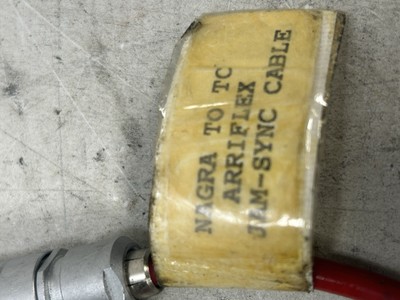 NAGRA TO TC
ARRIFLEX
JAM-SYNC CABLE